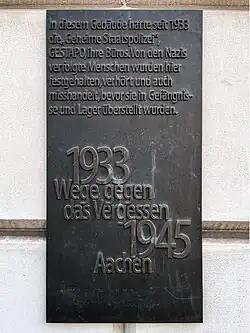 In diesem Gebäude hatte seit 1933
die „Geheime Staatspolizei“,
GESTAPO, ihre Büros. Von den Nazis
verfolgte Menschen wurden hier
festgehalten, verhört und auch
misshandelt, bevor sie in Gefängnis-
se und Lager überstellt wurden.
1933
Wege gegen
das Vergessen
1945
Aachen